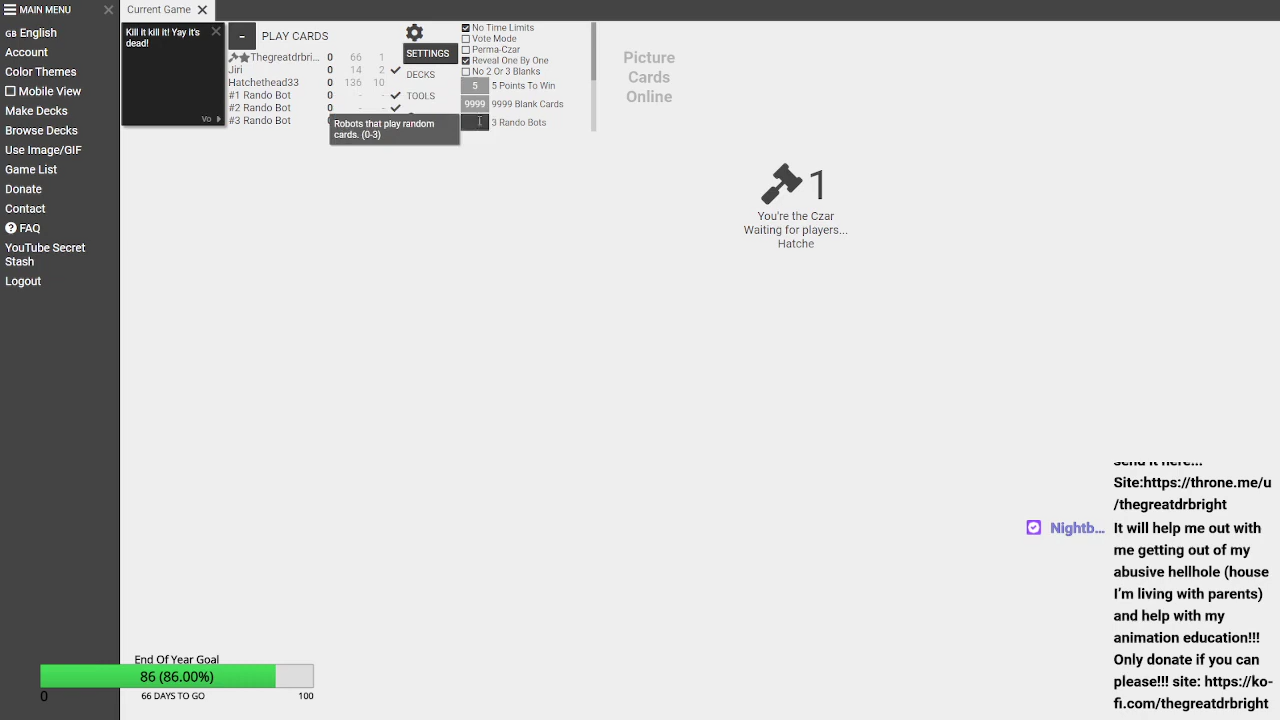 MAIN MENU
GB English
Account
Color Themes
Mobile View
Make Decks
Browse Decks
Use Image/GIF
Game List
Donate
Contact
FAQ
YouTube Secret
Stash
Logout
Current Game
Kill it kill it! Yay it's
dead!
Vo
- PLAY CARDS
Thegreatdrbri... 0 66 1
Jiri 0 14 2
Hatchethead33 0 136 10
#1 Rando Bot 0 - -
#2 Rando Bot 0 - -
#3 Rando Bot 0
SETTINGS
DECKS
TOOLS
Robots that play random
cards. (0-3)
No Time Limits
Vote Mode
Perma-Czar
Reveal One By One
No 2 Or 3 Blanks
5 5 Points To Win
9999 9999 Blank Cards
3 Rando Bots
Picture
Cards
Online
1
You're the Czar
Waiting for players...
Hatche
send it here...
Site:https://throne.me/u
/thegreatdrbright
Nightb... It will help me out with
me getting out of my
abusive hellhole (house
I'm living with parents)
and help with my
animation education!!!
Only donate if you can
please!!! site: https://ko-
fi.com/thegreatdrbright
End Of Year Goal
86 (86.00%)
0 66 DAYS TO GO 100